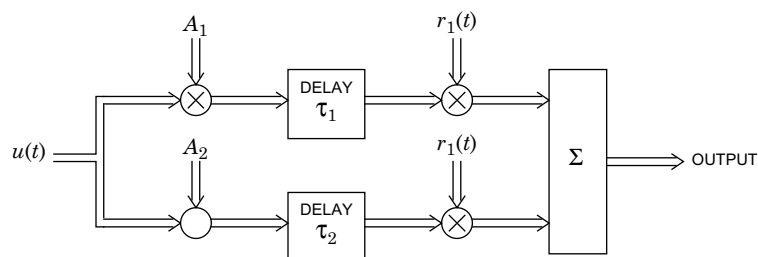 A₁
r₁(t)
DELAY
τ₁
u(t)
A₂
r₁(t)
Σ
OUTPUT
DELAY
τ₂